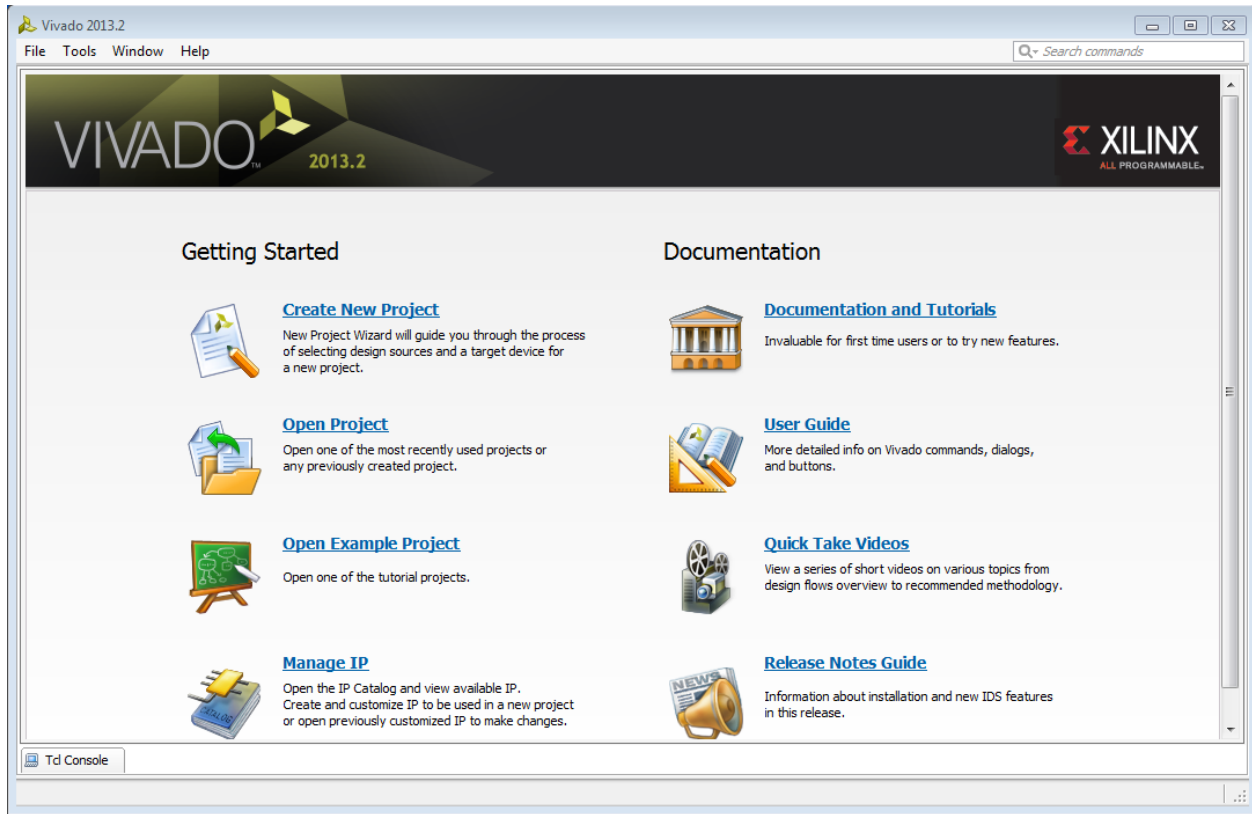 Vivado 2013.2
File Tools Window Help
Search commands
VIVADO™
2013.2
XILINX
ALL PROGRAMMABLE™
Getting Started
Create New Project
New Project Wizard will guide you through the process
of selecting design sources and a target device for
a new project.
Open Project
Open one of the most recently used projects or
any previously created project.
Open Example Project
Open one of the tutorial projects.
Manage IP
Open the IP Catalog and view available IP.
Create and customize IP to be used in a new project
or open previously customized IP to make changes.
CATALOG
Documentation
Documentation and Tutorials
Invaluable for first time users or to try new features.
User Guide
More detailed info on Vivado commands, dialogs,
and buttons.
Quick Take Videos
View a series of short videos on various topics from
design flows overview to recommended methodology.
NEWS
Release Notes Guide
Information about installation and new IDS features
in this release.
Tcl Console